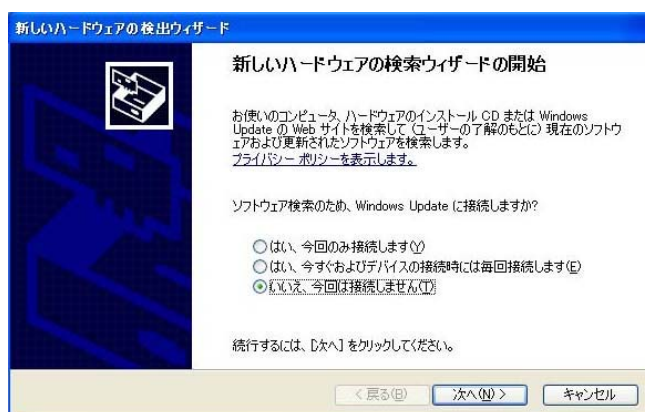 新しいハードウェアの検出ウィザード
新しいハードウェアの検索ウィザードの開始
お使いのコンピュータ、ハードウェアのインストール CD または Windows
Update の Web サイトを検索して (ユーザーの了解のもとに) 現在のソフトウ
ェアおよび更新されたソフトウェアを検索します。
プライバシー ポリシーを表示します。
ソフトウェア検索のため、Windows Update に接続しますか?
はい、今回のみ接続します(Y)
はい、今すぐおよびデバイスの接続時には毎回接続します(E)
いいえ、今回は接続しません(T)
続行するには、[次へ] をクリックしてください。
< 戻る(B)
次へ(N) >
キャンセル